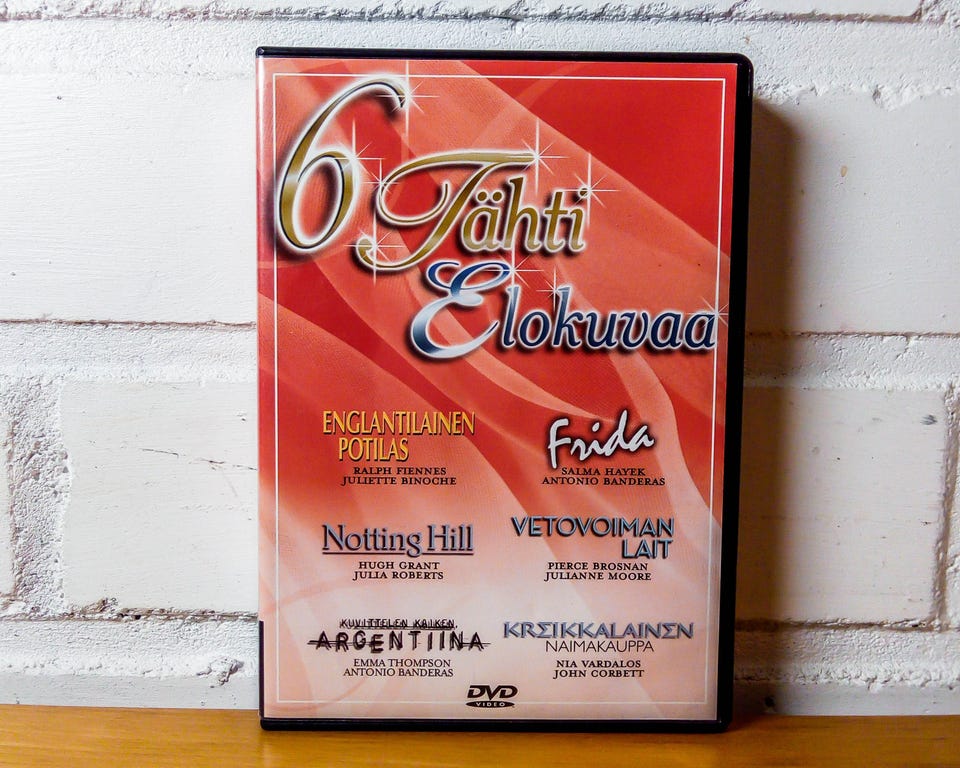 6 Tähti
Elokuvaa
ENGLANTILAINEN
POTILAS
RALPH FIENNES
JULIETTE BINOCHE
Frida
SALMA HAYEK
ANTONIO BANDERAS
Notting Hill
HUGH GRANT
JULIA ROBERTS
VETOVOIMAN
LAIT
PIERCE BROSNAN
JULIANNE MOORE
KUVITTELEN KAIKEN,
ARGENTIINA
EMMA THOMPSON
ANTONIO BANDERAS
KRΣIKKALAINΣN
NAIMAKAUPPA
NIA VARDALOS
JOHN CORBETT
DVD
VIDEO